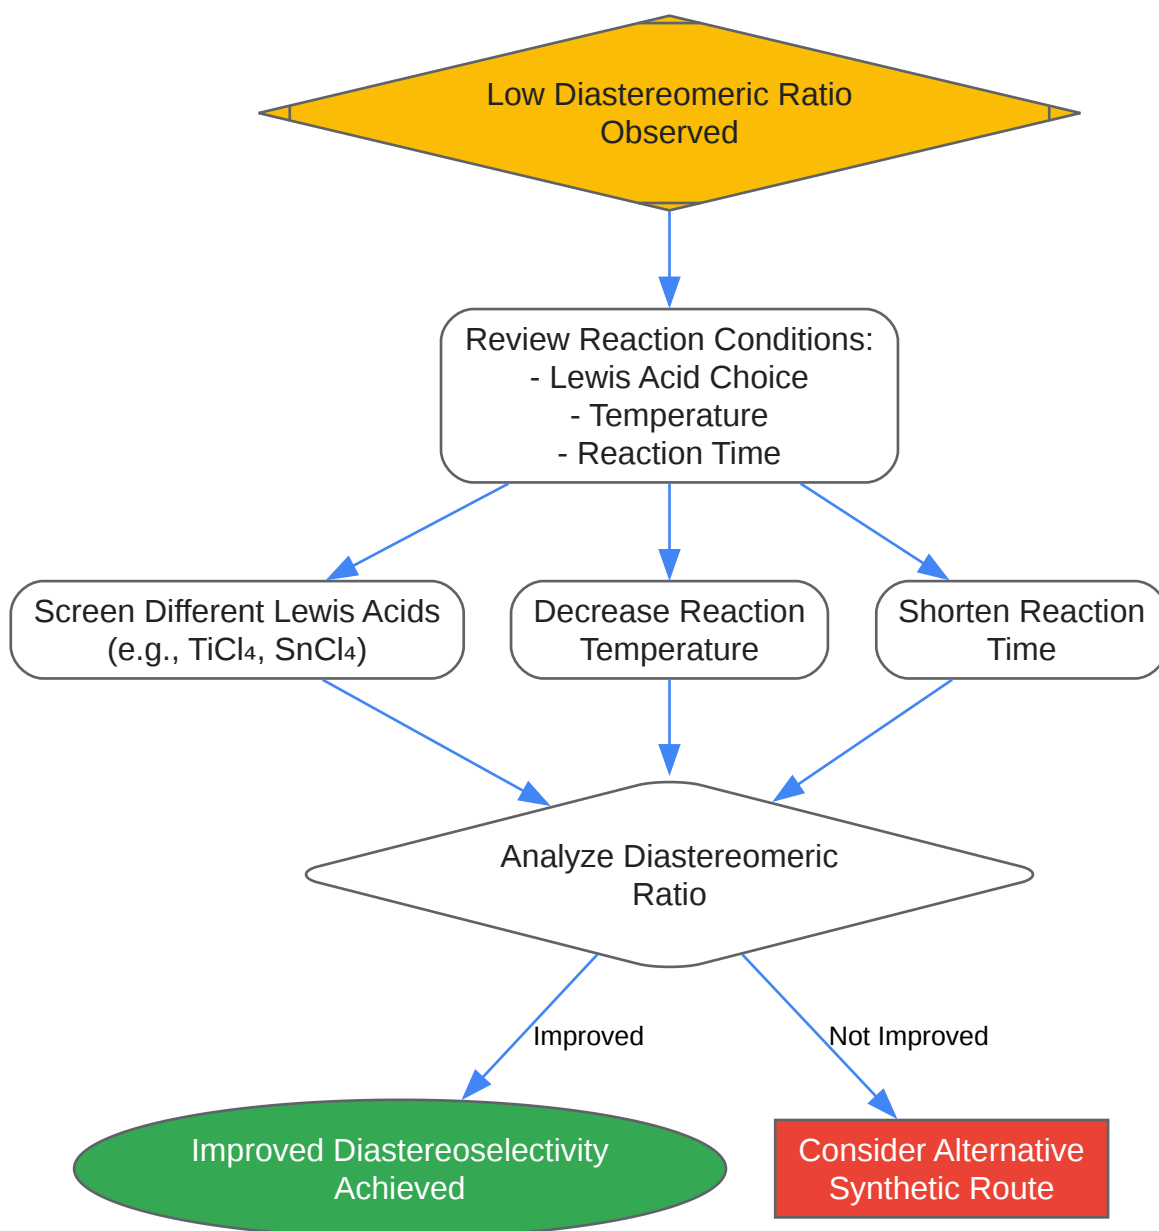 Low Diastereomeric Ratio
Observed
Review Reaction Conditions:
- Lewis Acid Choice
- Temperature
- Reaction Time
Screen Different Lewis Acids
(e.g., TiCl₄, SnCl₄)
Decrease Reaction
Temperature
Shorten Reaction
Time
Analyze Diastereomeric
Ratio
Improved
Not Improved
Improved Diastereoselectivity
Achieved
Consider Alternative
Synthetic Route